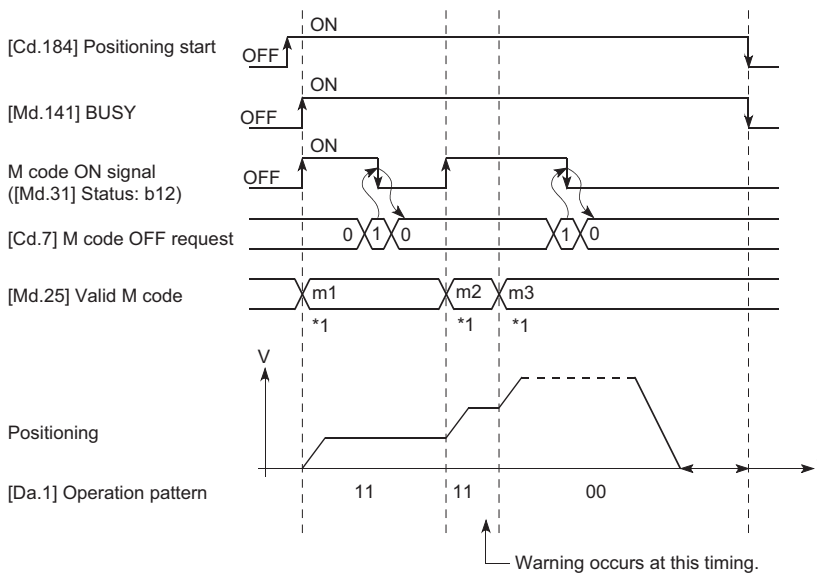 ON
[Cd.184] Positioning start
OFF
ON
[Md.141] BUSY
OFF
ON
M code ON signal
([Md.31] Status: b12)
OFF
[Cd.7] M code OFF request
0 1 0 1 0
[Md.25] Valid M code
m1 m2 m3
*1 *1 *1
V
Positioning
[Da.1] Operation pattern
11 11 00
Warning occurs at this timing.